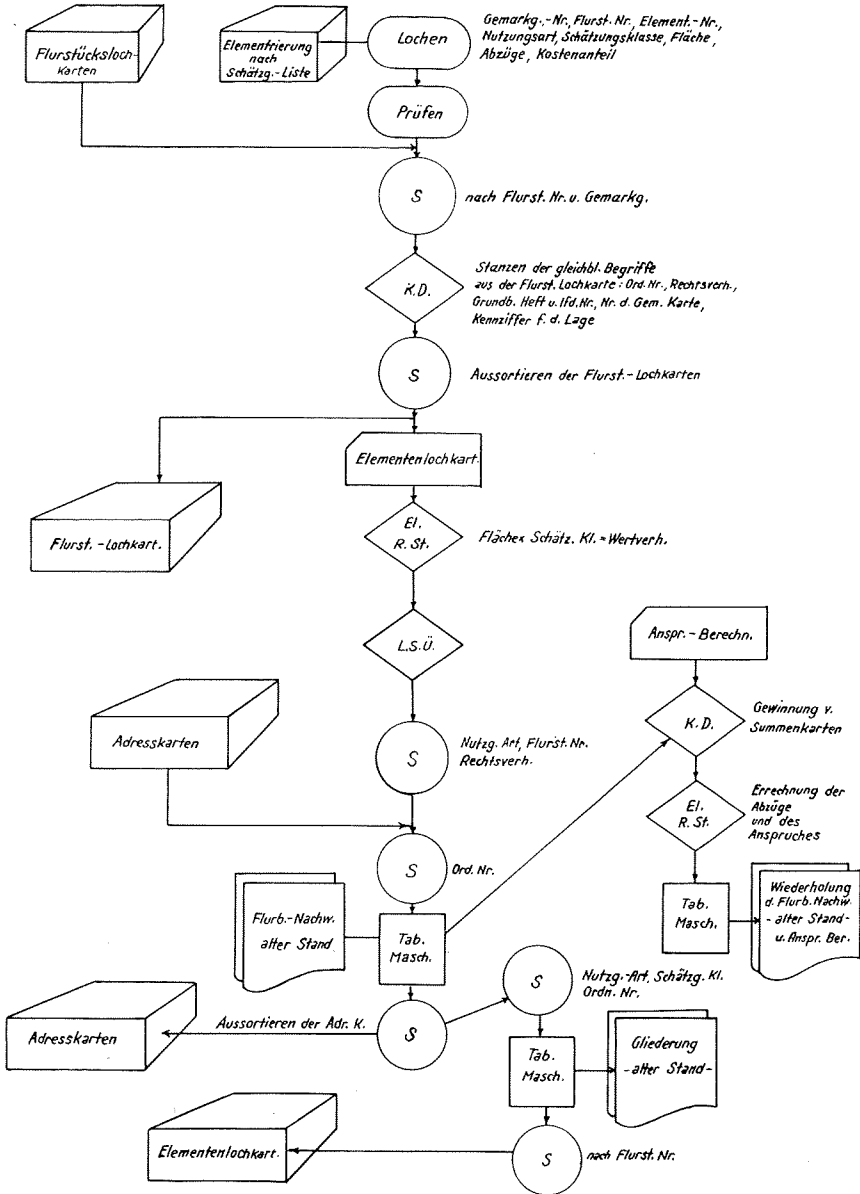 Flurstücksloch-
karten
Elementierung
nach
Schätzg.-Liste
Lochen
Gemarkg.-Nr., Flurst. Nr., Element.-Nr.,
Nutzungsart, Schätzungsklasse, Fläche,
Abzüge, Kostenanteil
Prüfen
S
nach Flurst. Nr. u. Gemarkg.
K.D.
Stanzen der gleichbl. Begriffe
aus der Flurst. Lochkarte: Ord. Nr., Rechtsverh.,
Grundb. Heft u. lfd. Nr., Nr. d. Gem. Karte,
Kennziffer f. d. Lage
S
Aussortieren der Flurst.-Lochkarten
Elementenlochkart.
Flurst.-Lochkart.
El.
R. St.
Fläche x Schätz. Kl. = Wertverh.
L.S.Ü.
Anspr.-Berechn.
Adresskarten
S
Nutzg. Art, Flurst. Nr.
Rechtsverh.
K.D.
Gewinnung v.
Summenkarten
El.
R. St.
Errechnung der
Abzüge
und des
Anspruches
S
Ord. Nr.
Flurb.-Nachw.
alter Stand
Tab.
Masch.
Tab.
Masch.
Wiederholung
d. Flurb. Nachw.
-alter Stand-
u. Anspr. Ber.
S
Nutzg.-Art, Schätzg. Kl.
Ordn. Nr.
Adresskarten
Aussortieren der Adr. K.
S
Tab.
Masch.
Gliederung
-alter Stand-
Elementenlochkart.
S
nach Flurst. Nr.